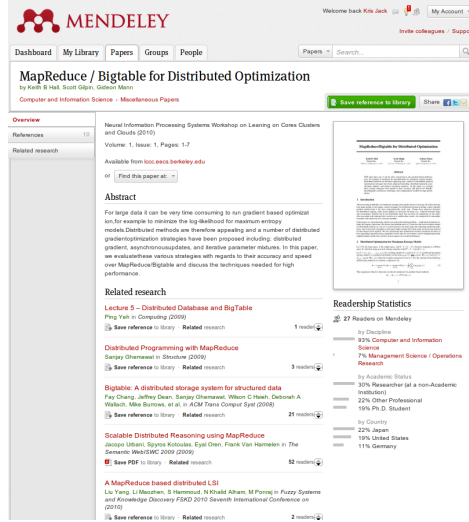 MENDELEY
Welcome back Kris Jack
My Account
Invite colleagues / Suppo
Dashboard
My Library
Papers
Groups
People
Papers
Search...
MapReduce / Bigtable for Distributed Optimization
by Keith B Hall, Scott Gilpin, Gideon Mann
Computer and Information Science > Miscellaneous Papers
Save reference to library
Share
Overview
References 10
Related research
Neural Information Processing Systems Workshop on Leaning on Cores Clusters
and Clouds (2010)
Volume: 1, Issue: 1, Pages: 1-7
Available from lccc.eecs.berkeley.edu
or Find this paper at:
Abstract
For large data it can be very time consuming to run gradient based optimizat
ion,for example to minimize the log-likelihood for maximum entropy
models.Distributed methods are therefore appealing and a number of distributed
gradientoptimization strategies have been proposed including: distributed
gradient, asynchronousupdates, and iterative parameter mixtures. In this paper,
we evaluatethese various strategies with regards to their accuracy and speed
over MapReduce/Bigtable and discuss the techniques needed for high
performance.
Related research
Lecture 5 – Distributed Database and BigTable
Ping Yeh in Computing (2009)
Save reference to library · Related research
1 reader
Distributed Programming with MapReduce
Sanjay Ghemawat in Structure (2009)
Save reference to library · Related research
3 readers
Bigtable: A distributed storage system for structured data
Fay Chang, Jeffrey Dean, Sanjay Ghemawat, Wilson C Hsieh, Deborah A
Wallach, Mike Burrows, et al. in ACM Trans Comput Syst (2008)
Save reference to library · Related research
21 readers
Scalable Distributed Reasoning using MapReduce
Jacopo Urbani, Spyros Kotoulas, Eyal Oren, Frank Van Harmelen in The
Semantic WebISWC 2009 (2009)
Save PDF to library · Related research
52 readers
A MapReduce based distributed LSI
Liu Yang, Li Maozhen, S Hammoud, N Khalid Alham, M Ponraj in Fuzzy Systems
and Knowledge Discovery FSKD 2010 Seventh International Conference on
(2010)
Save reference to library · Related research
2 readers
MapReduce/Bigtable for Distributed Optimization
Readership Statistics
27 Readers on Mendeley
by Discipline
93% Computer and Information
Science
7% Management Science / Operations
Research
by Academic Status
30% Researcher (at a non-Academic
Institution)
22% Other Professional
19% Ph.D. Student
by Country
22% Japan
19% United States
11% Germany